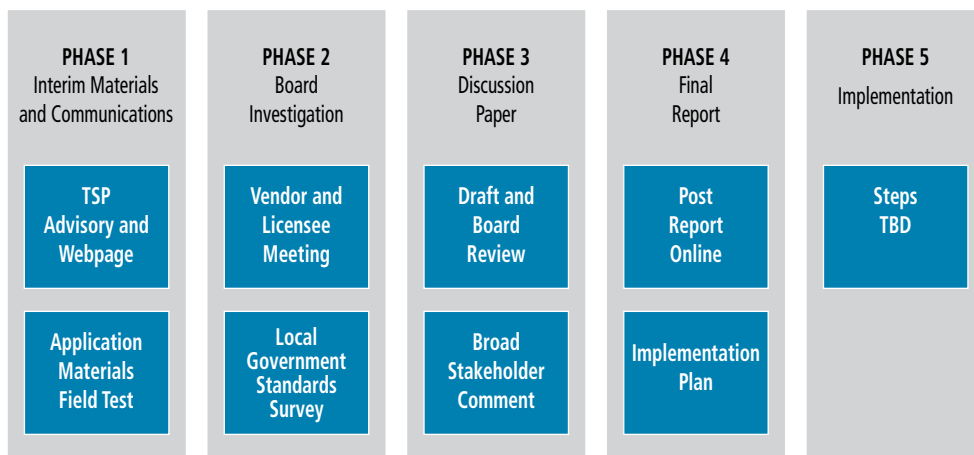 PHASE 1
Interim Materials
and Communications
TSP
Advisory and
Webpage
Application
Materials
Field Test
PHASE 2
Board
Investigation
Vendor and
Licensee
Meeting
Local
Government
Standards
Survey
PHASE 3
Discussion
Paper
Draft and
Board
Review
Broad
Stakeholder
Comment
PHASE 4
Final
Report
Post
Report
Online
Implementation
Plan
PHASE 5
Implementation
Steps
TBD